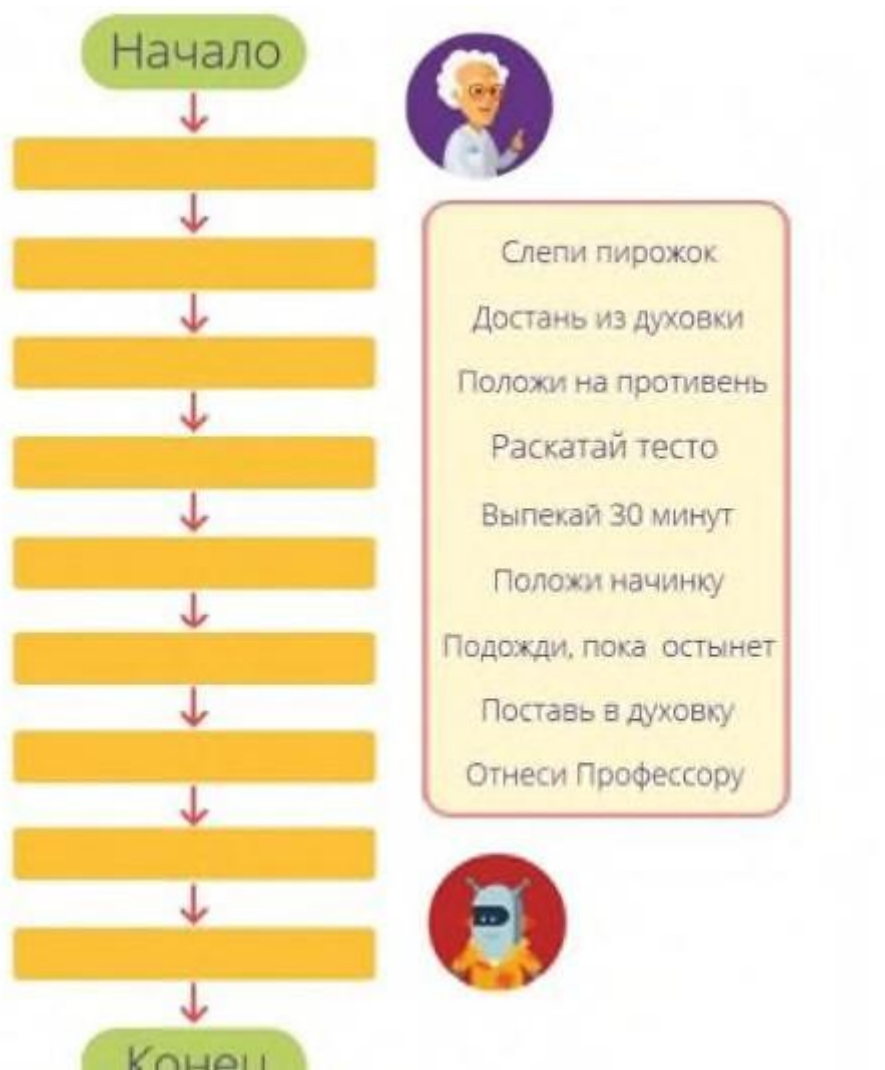 Начало
Слепи пирожок
Достань из духовки
Положи на противень
Раскатай тесто
Выпекай 30 минут
Положи начинку
Подожди, пока остынет
Поставь в духовку
Отнеси Профессору
Конец